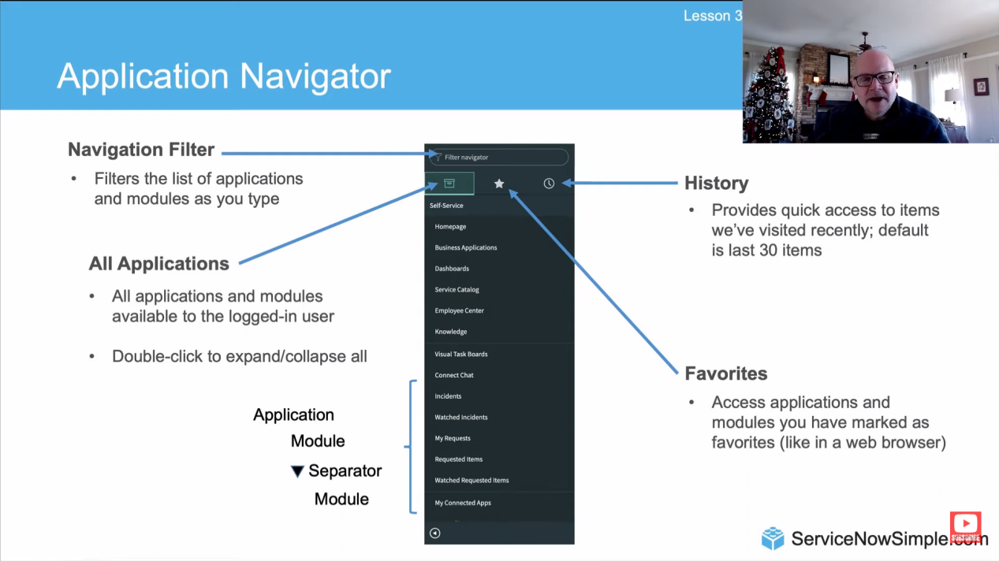 Lesson 3
Application Navigator
Navigation Filter
• Filters the list of applications
and modules as you type
All Applications
• All applications and modules
available to the logged-in user
• Double-click to expand/collapse all
Application
Module
▼ Separator
Module
Filter navigator
Self-Service
Homepage
Business Applications
Dashboards
Service Catalog
Employee Center
Knowledge
Visual Task Boards
Connect Chat
Incidents
Watched Incidents
My Requests
Requested Items
Watched Requested Items
My Connected Apps
History
• Provides quick access to items
we've visited recently; default
is last 30 items
Favorites
• Access applications and
modules you have marked as
favorites (like in a web browser)
ServiceNowSimple.com
SUBSCRIBE